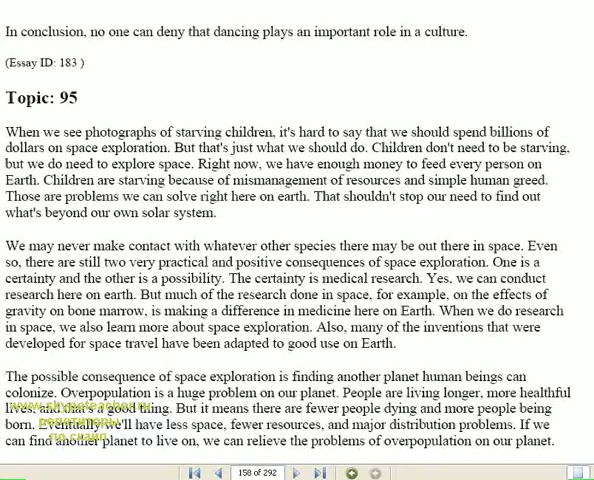 In conclusion, no one can deny that dancing plays an important role in a culture.
(Essay ID: 183 )
Topic: 95
When we see photographs of starving children, it's hard to say that we should spend billions of
dollars on space exploration. But that's just what we should do. Children don't need to be starving,
but we do need to explore space. Right now, we have enough money to feed every person on
Earth. Children are starving because of mismanagement of resources and simple human greed.
Those are problems we can solve right here on earth. That shouldn't stop our need to find out
what's beyond our own solar system.
We may never make contact with whatever other species there may be out there in space. Even
so, there are still two very practical and positive consequences of space exploration. One is a
certainty and the other is a possibility. The certainty is medical research. Yes, we can conduct
research here on earth. But much of the research done in space, for example, on the effects of
gravity on bone marrow, is making a difference in medicine here on Earth. When we do research
in space, we also learn more about space exploration. Also, many of the inventions that were
developed for space travel have been adapted to good use on Earth.
The possible consequence of space exploration is finding another planet human beings can
colonize. Overpopulation is a huge problem on our planet. People are living longer, more healthful
lives, and that's a good thing. But it means there are fewer people dying and more people being
born. Eventually we'll have less space, fewer resources, and major distribution problems. If we
can find another planet to live on, we can relieve the problems of overpopulation on our planet.
www.skypeteacher.ru
репетиторы
по скайп
158 of 292